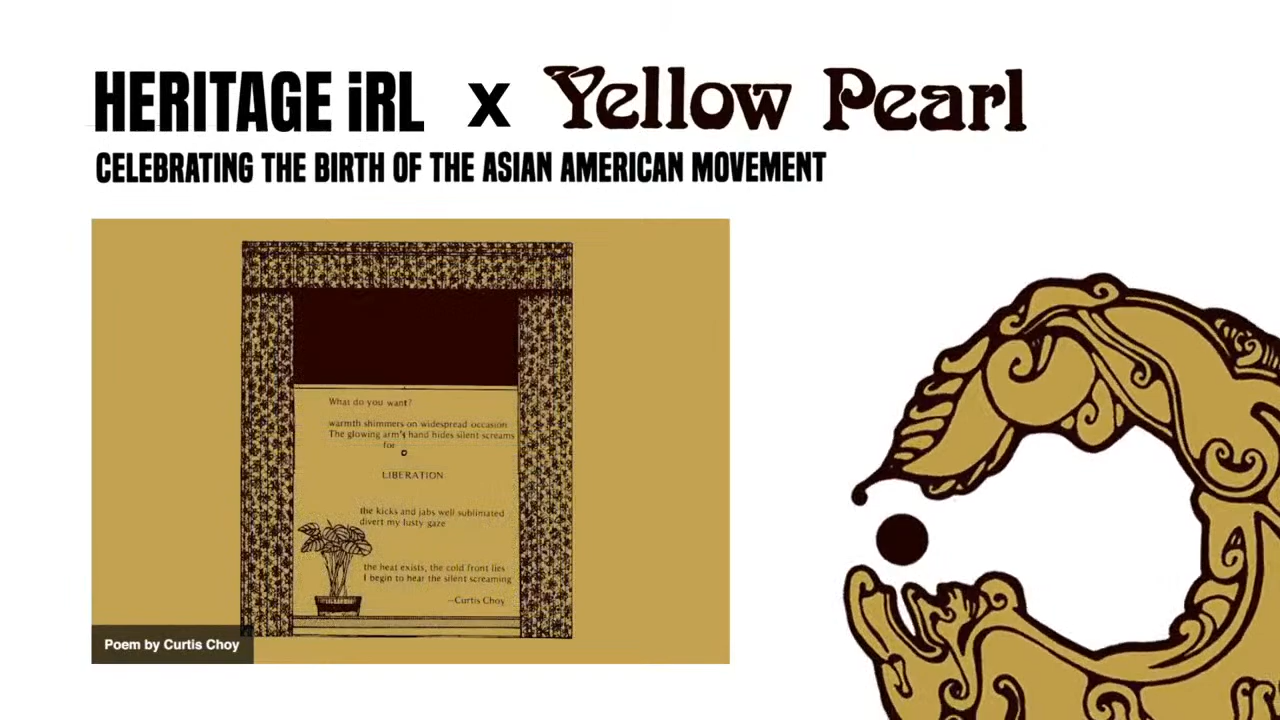 HERITAGE iRL x Yellow Pearl
CELEBRATING THE BIRTH OF THE ASIAN AMERICAN MOVEMENT
What do you want?
warmth shimmers on widespread occasion
The glowing arm's hand hides silent screams
for
LIBERATION
the kicks and jabs well sublimated
divert my lusty gaze
the heat exists, the cold front lies
I begin to hear the silent screaming
—Curtis Choy
Poem by Curtis Choy